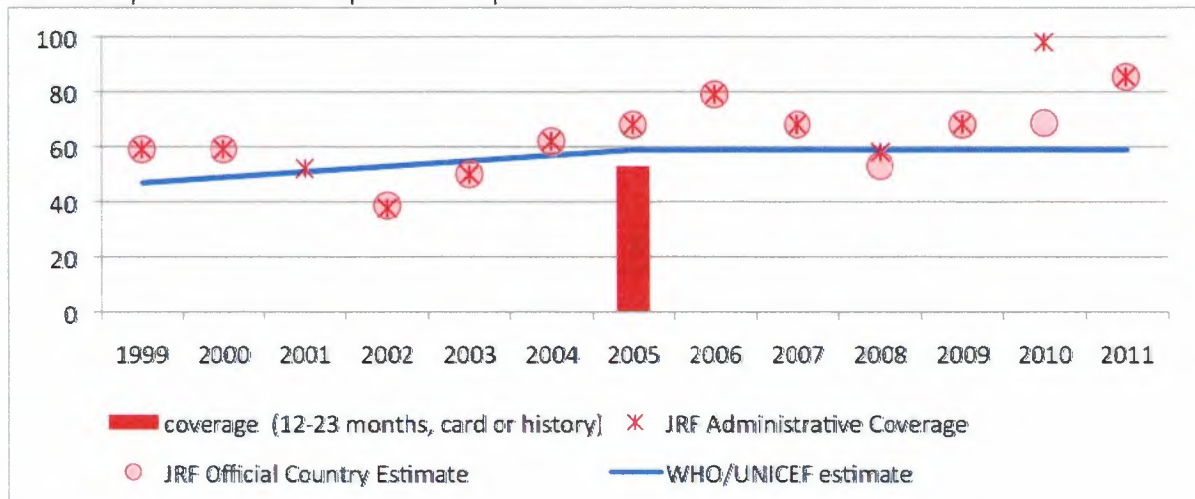 100
80
60
40
20
0
1999 2000 2001 2002 2003 2004 2005 2006 2007 2008 2009 2010 2011
coverage (12-23 months, card or history) JRF Administrative Coverage
JRF Official Country Estimate WHO/UNICEF estimate